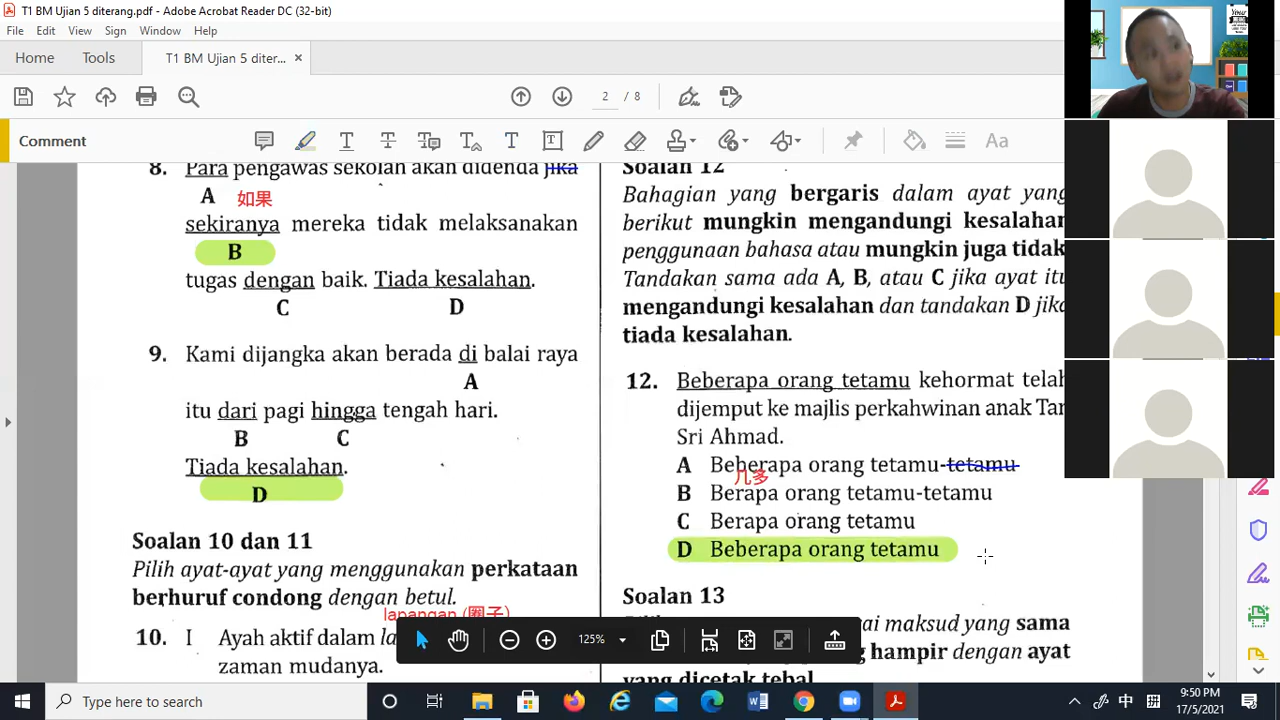 T1 BM Ujian 5 diterang.pdf - Adobe Acrobat Reader DC (32-bit)
File Edit View Sign Window Help
Home Tools T1 BM Ujian 5 diter... ×
2 / 8
Comment
8. Para pengawas sekolah akan didenda jika
A 如果
sekiranya mereka tidak melaksanakan
B
tugas dengan baik. Tiada kesalahan.
C D
9. Kami dijangka akan berada di balai raya
A
itu dari pagi hingga tengah hari.
B C
Tiada kesalahan.
D
Soalan 10 dan 11
Pilih ayat-ayat yang menggunakan perkataan
berhuruf condong dengan betul.
lapangan (圈子)
10. I Ayah aktif dalam
zaman mudanya.
Soalan 12
Bahagian yang bergaris dalam ayat yang
berikut mungkin mengandungi kesalahan
penggunaan bahasa atau mungkin juga tidak
Tandakan sama ada A, B, atau C jika ayat itu
mengandungi kesalahan dan tandakan D jika
tiada kesalahan.
12. Beberapa orang tetamu kehormat telah
dijemput ke majlis perkahwinan anak Tan
Sri Ahmad.
A Beberapa orang tetamu-tetamu
几多
B Berapa orang tetamu-tetamu
C Berapa orang tetamu
D Beberapa orang tetamu
Soalan 13
maksud yang sama
hampir dengan ayat
yang dicetak tebal
125%
Type here to search
中 拼
9:50 PM
17/5/2021